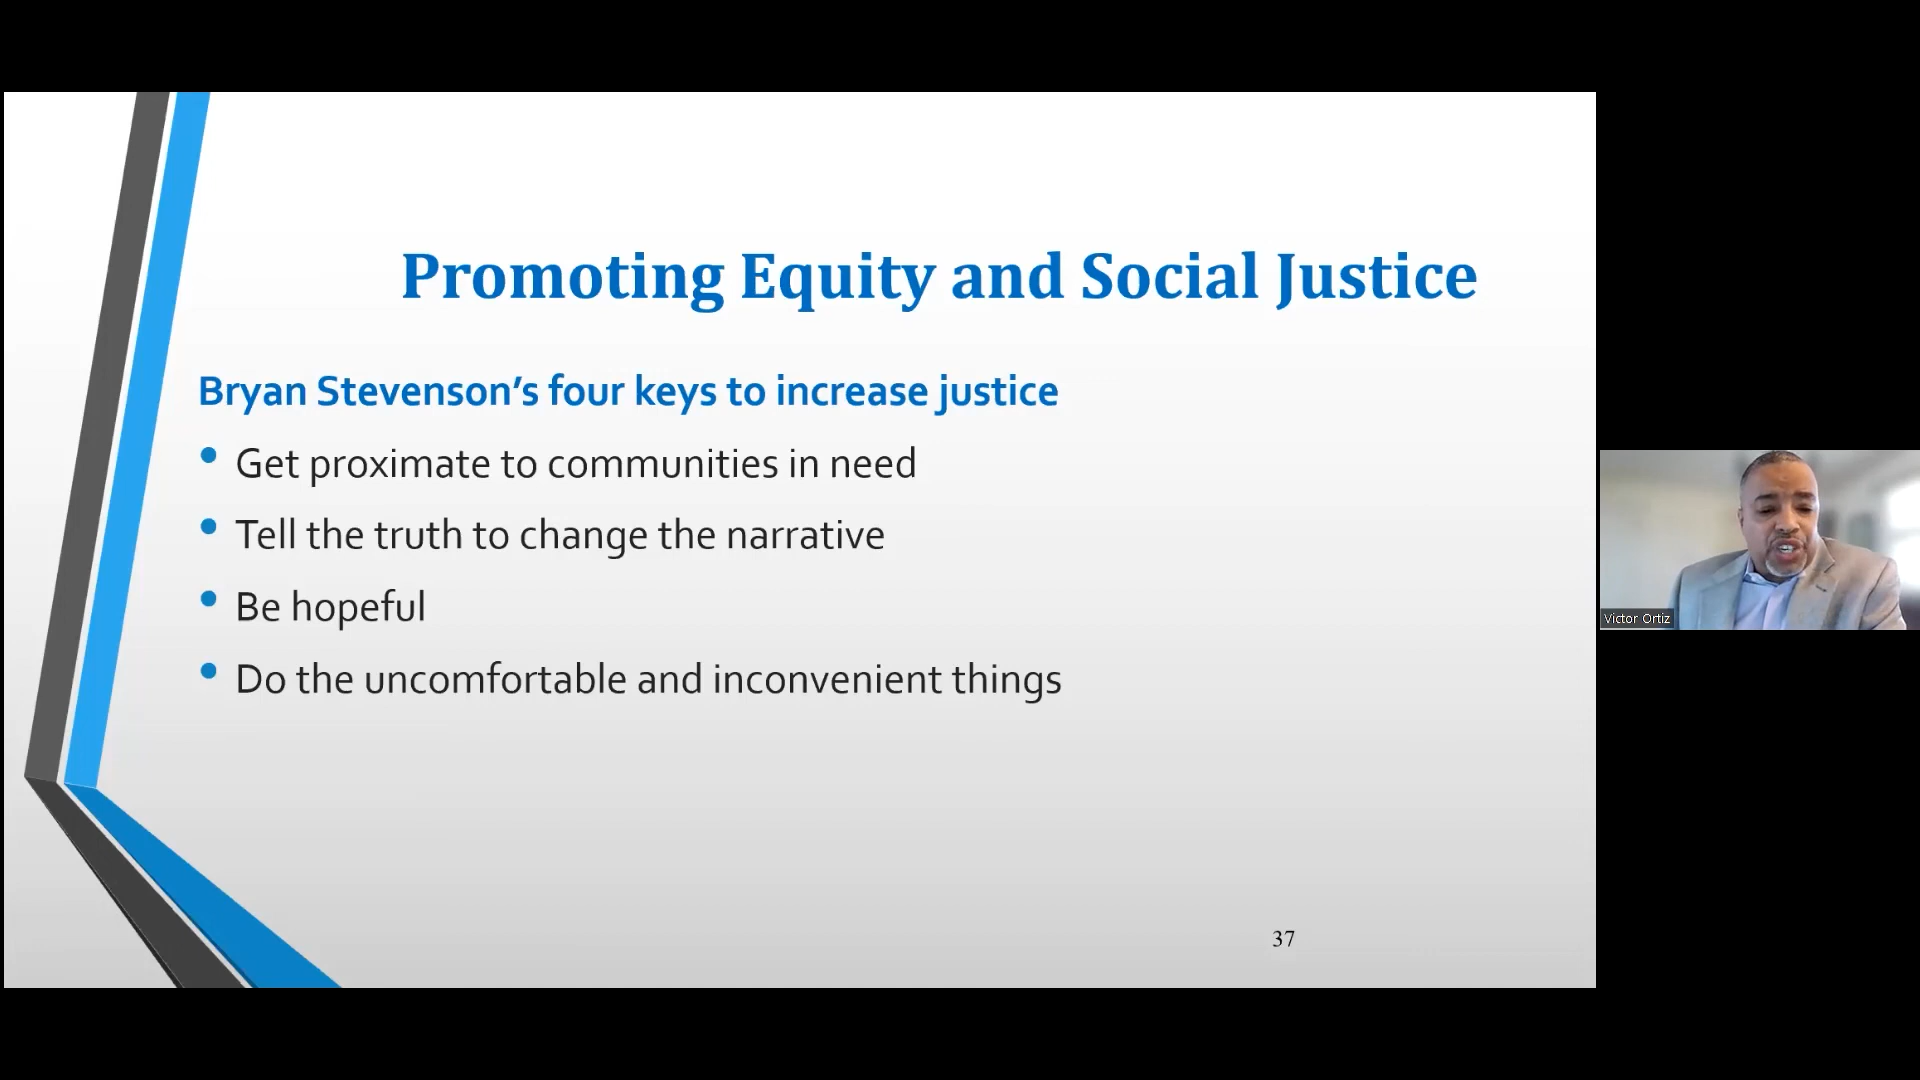 Promoting Equity and Social Justice
Bryan Stevenson’s four keys to increase justice
• Get proximate to communities in need
• Tell the truth to change the narrative
• Be hopeful
• Do the uncomfortable and inconvenient things
37
Victor Ortiz